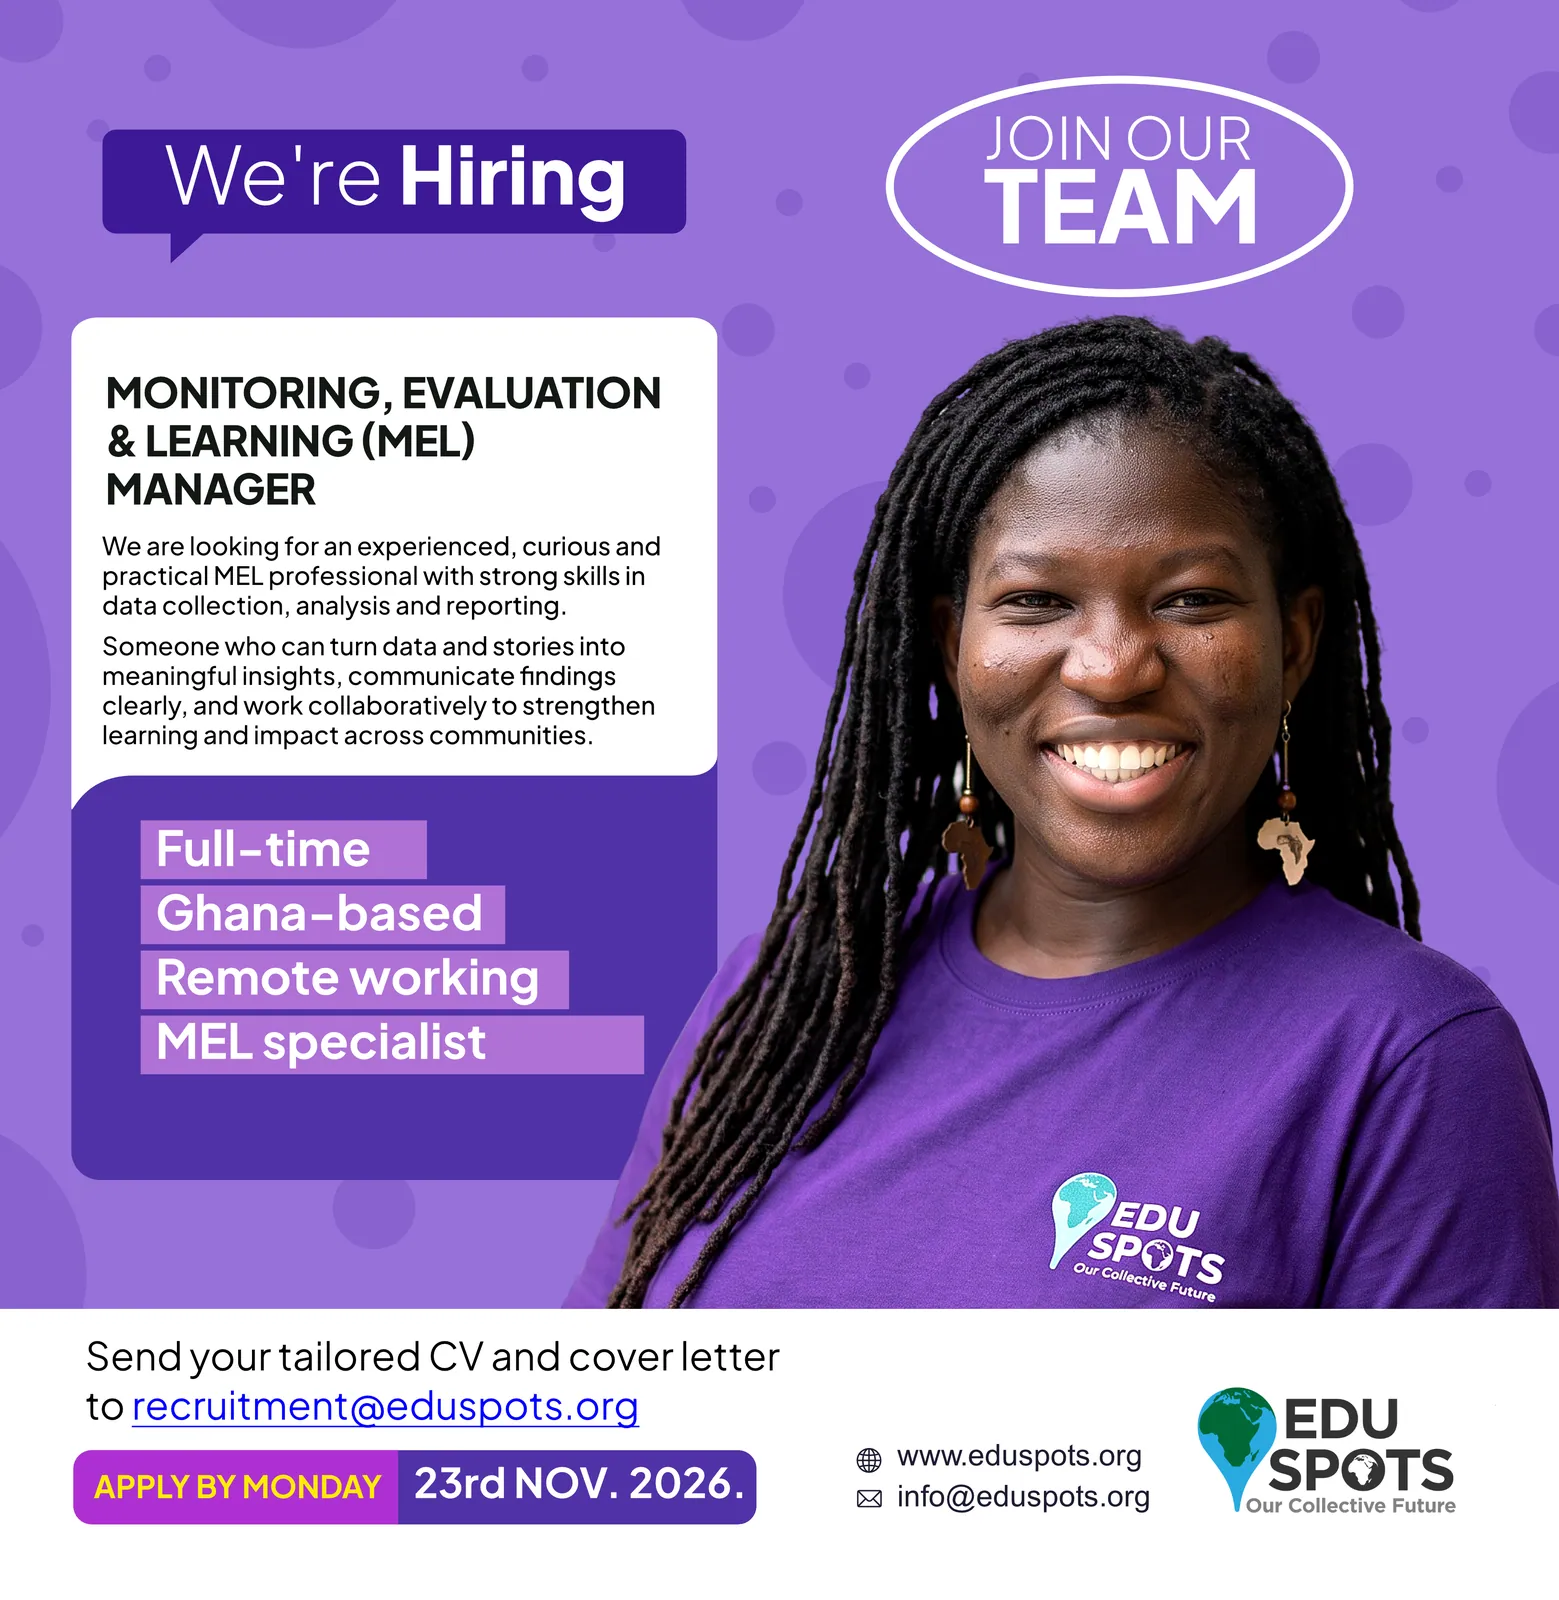 We're Hiring
JOIN OUR
TEAM
MONITORING, EVALUATION
& LEARNING (MEL)
MANAGER
We are looking for an experienced, curious and
practical MEL professional with strong skills in
data collection, analysis and reporting.
Someone who can turn data and stories into
meaningful insights, communicate findings
clearly, and work collaboratively to strengthen
learning and impact across communities.
Full-time
Ghana-based
Remote working
MEL specialist
EDU
SPOTS
Our Collective Future
Send your tailored CV and cover letter
to recruitment@eduspots.org
APPLY BY MONDAY 23rd NOV. 2026.
www.eduspots.org
info@eduspots.org
EDU
SPOTS
Our Collective Future